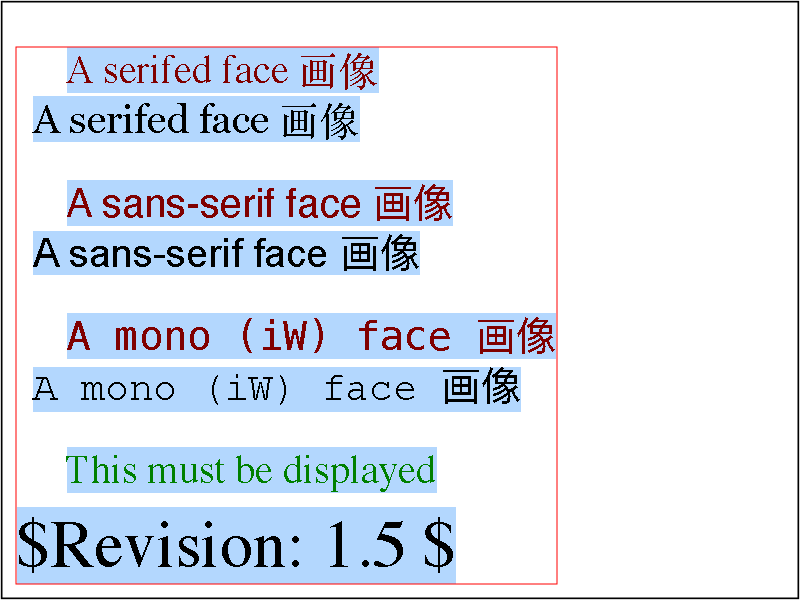 A serifed face 画像
A serifed face 画像
A sans-serif face 画像
A sans-serif face 画像
A mono (iW) face 画像
A mono (iW) face 画像
This must be displayed
$Revision: 1.5 $